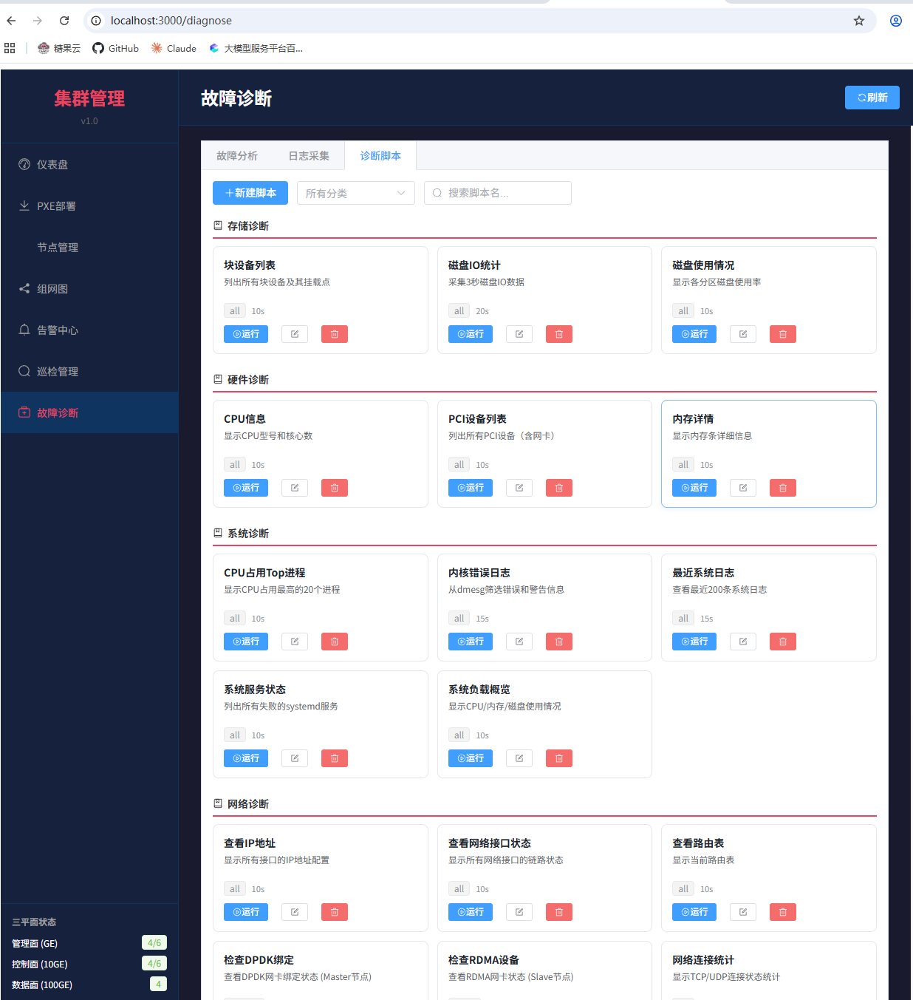 localhost:3000/diagnose
糖果云 GitHub Claude 大模型服务平台百...
集群管理
v1.0
仪表盘
PXE部署
节点管理
组网图
告警中心
巡检管理
故障诊断
三平面状态
管理面 (GE) 4/6
控制面 (10GE) 4/6
数据面 (100GE) 4
故障诊断
刷新
故障分析 日志采集 诊断脚本
新建脚本 所有分类 搜索脚本名...
存储诊断
块设备列表
列出所有块设备及其挂载点
all 10s
运行
磁盘IO统计
采集3秒磁盘IO数据
all 20s
运行
磁盘使用情况
显示各分区磁盘使用率
all 10s
运行
硬件诊断
CPU信息
显示CPU型号和核心数
all 10s
运行
PCI设备列表
列出所有PCI设备（含网卡）
all 10s
运行
内存详情
显示内存条详细信息
all 10s
运行
系统诊断
CPU占用Top进程
显示CPU占用最高的20个进程
all 10s
运行
内核错误日志
从dmesg筛选错误和警告信息
all 15s
运行
最近系统日志
查看最近200条系统日志
all 15s
运行
系统服务状态
列出所有失败的systemd服务
all 10s
运行
系统负载概览
显示CPU/内存/磁盘使用情况
all 10s
运行
网络诊断
查看IP地址
显示所有接口的IP地址配置
all 10s
运行
查看网络接口状态
显示所有网络接口的链路状态
all 10s
运行
查看路由表
显示当前路由表
all 10s
运行
检查DPDK绑定
查看DPDK网卡绑定状态 (Master节点)
检查RDMA设备
查看RDMA网卡状态 (Slave节点)
网络连接统计
显示TCP/UDP连接状态统计